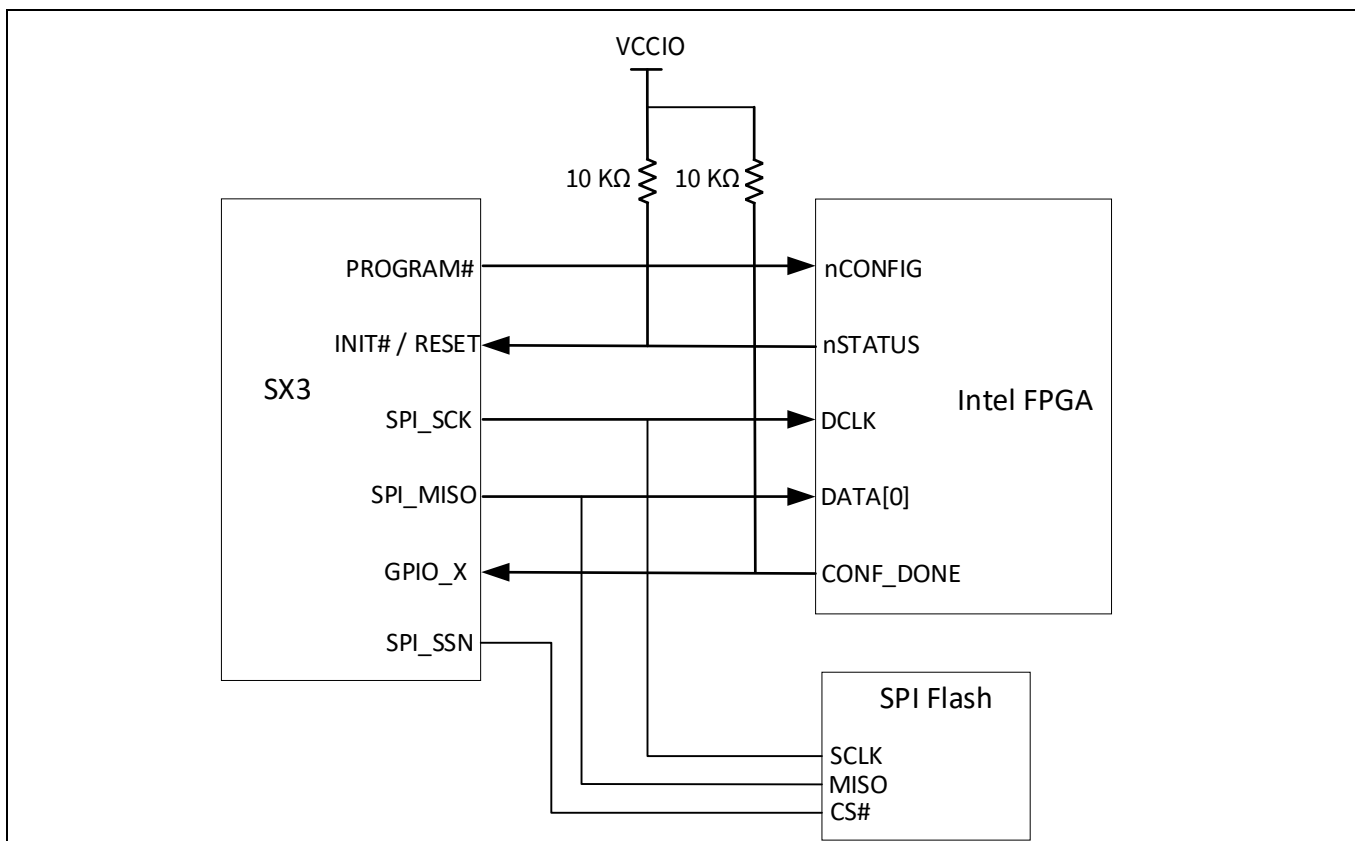 VCCIO
10 KΩ
10 KΩ
SX3
PROGRAM#
INIT# / RESET
SPI_SCK
SPI_MISO
GPIO_X
SPI_SSN
nCONFIG
nSTATUS
Intel FPGA
DCLK
DATA[0]
CONF_DONE
SPI Flash
SCLK
MISO
CS#